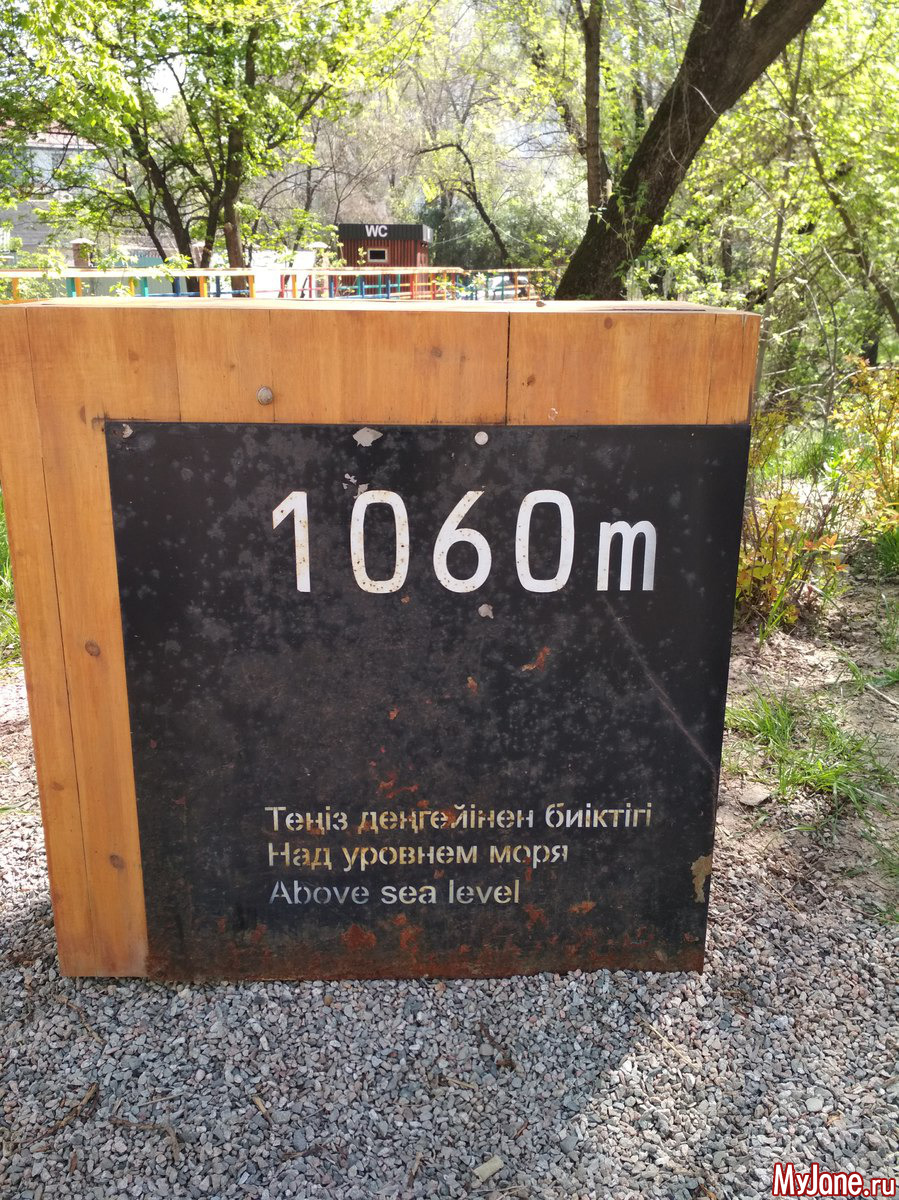 WC
1060m
Теңіз деңгейінен биіктігі
Над уровнем моря
Above sea level
MyJane.ru